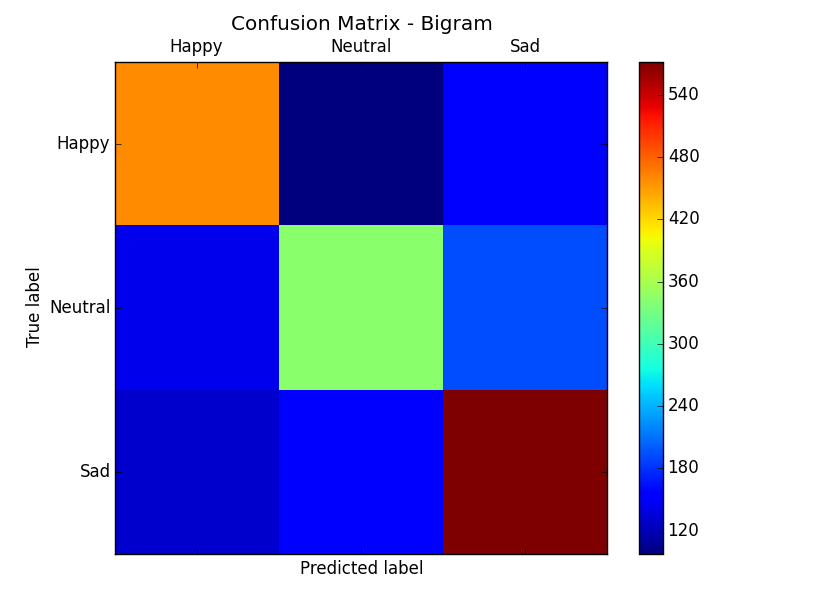 Confusion Matrix - Bigram
Happy Neutral Sad
Happy
Neutral
Sad
True label
Predicted label
540
480
420
360
300
240
180
120